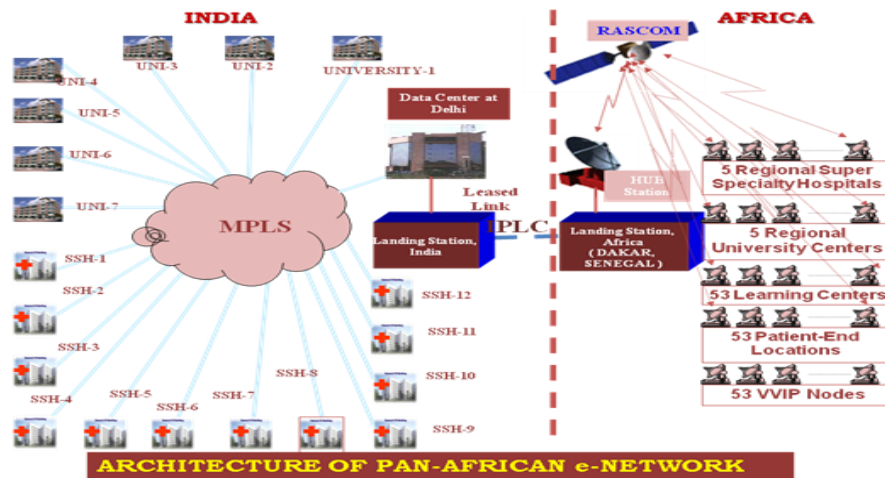 INDIA
AFRICA
RASCOM
UNI-3
UNI-2
UNIVERSITY-1
UNI-4
Data Center at
Delhi
UNI-5
UNI-6
5 Regional Super
Specialty Hospitals
HUB
Station
Leased
Link
UNI-7
MPLS
IPLC
Landing Station,
India
Landing Station,
Africa
( DAKAR,
SENEGAL )
5 Regional
University Centers
SSH-1
SSH-2
SSH-12
53 Learning Centers
SSH-11
SSH-3
53 Patient-End
Locations
SSH-8
SSH-10
SSH-4
SSH-5
SSH-6
SSH-7
53 VVIP Nodes
SSH-9
ARCHITECTURE OF PAN-AFRICAN e-NETWORK